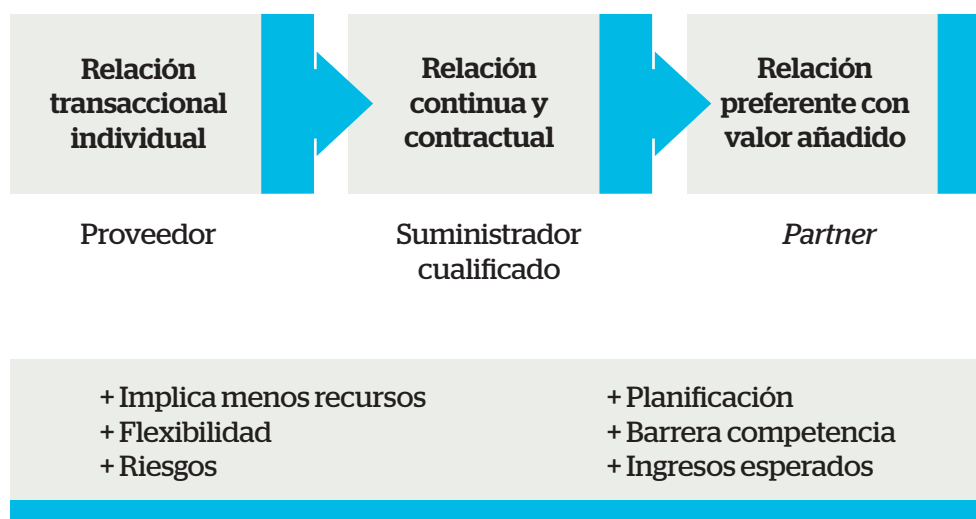 Relación
transaccional
individual
Relación
continua y
contractual
Relación
preferente con
valor añadido
Proveedor
Suministrador
cualificado
Partner
+ Implica menos recursos
+ Flexibilidad
+ Riesgos
+ Planificación
+ Barrera competencia
+ Ingresos esperados